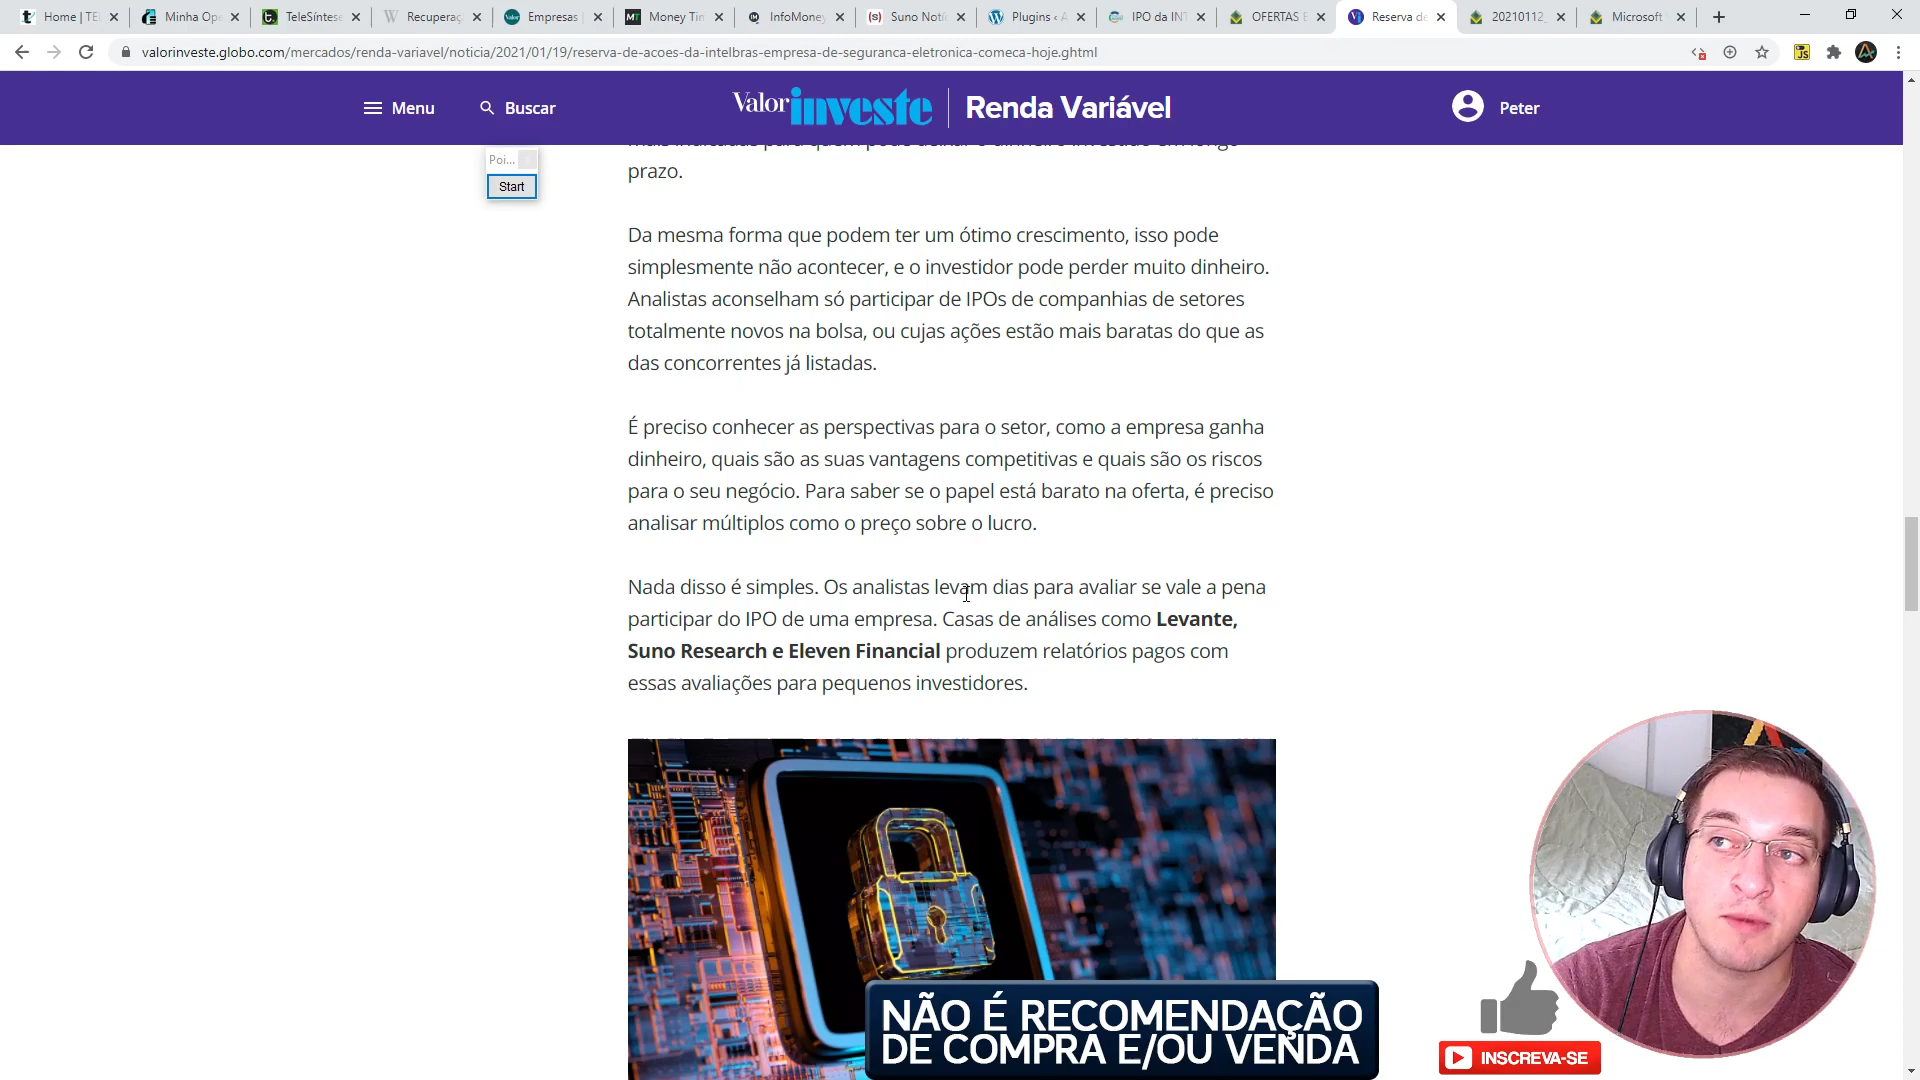 Home | TE
Minha Ope
TeleSíntese
Recuperaç
Empresas |
Money Tim
InfoMoney
Suno Notí
Plugins ‹ A
IPO da INT
OFERTAS E
Reserva de
20210112_
Microsoft
valorinveste.globo.com/mercados/renda-variavel/noticia/2021/01/19/reserva-de-acoes-da-intelbras-empresa-de-seguranca-eletronica-comeca-hoje.ghtml
Menu
Buscar
Valor investe
Renda Variável
Peter
Poi...
Start
mais indicadas para quem pode deixar o dinheiro investido em longo
prazo.
Da mesma forma que podem ter um ótimo crescimento, isso pode
simplesmente não acontecer, e o investidor pode perder muito dinheiro.
Analistas aconselham só participar de IPOs de companhias de setores
totalmente novos na bolsa, ou cujas ações estão mais baratas do que as
das concorrentes já listadas.
É preciso conhecer as perspectivas para o setor, como a empresa ganha
dinheiro, quais são as suas vantagens competitivas e quais são os riscos
para o seu negócio. Para saber se o papel está barato na oferta, é preciso
analisar múltiplos como o preço sobre o lucro.
Nada disso é simples. Os analistas levam dias para avaliar se vale a pena
participar do IPO de uma empresa. Casas de análises como Levante,
Suno Research e Eleven Financial produzem relatórios pagos com
essas avaliações para pequenos investidores.
NÃO É RECOMENDAÇÃO
DE COMPRA E/OU VENDA
INSCREVA-SE